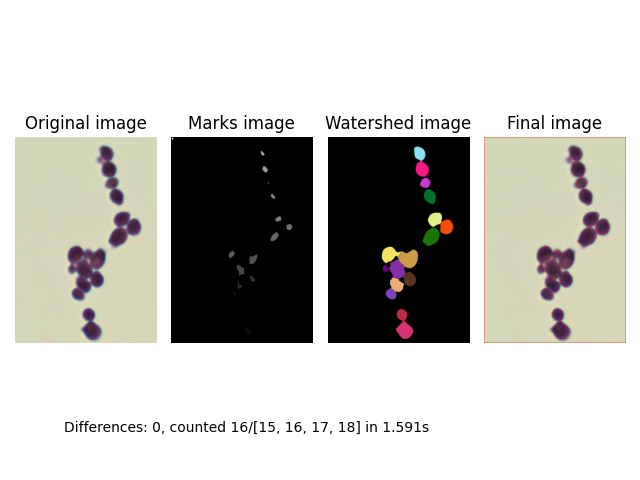 Original image
Marks image
Watershed image
Final image
Differences: 0, counted 16/[15, 16, 17, 18] in 1.591s